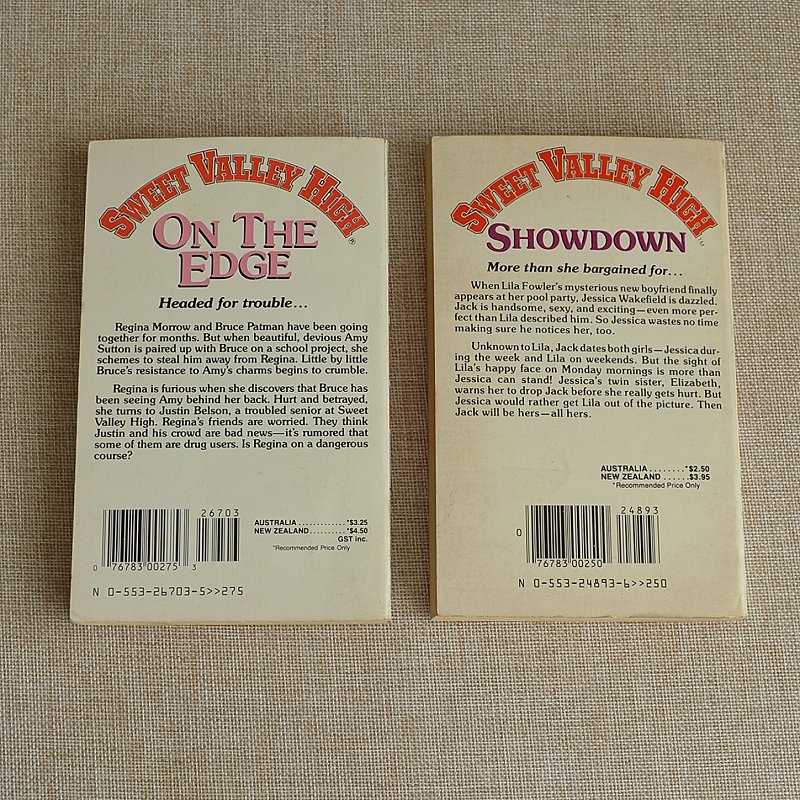 SWEET VALLEY HIGH®
ON THE
EDGE
Headed for trouble...
Regina Morrow and Bruce Patman have been going
together for months. But when beautiful, devious Amy
Sutton is paired up with Bruce on a school project, she
schemes to steal him away from Regina. Little by little
Bruce's resistance to Amy's charms begins to crumble.
Regina is furious when she discovers that Bruce has
been seeing Amy behind her back. Hurt and betrayed,
she turns to Justin Belson, a troubled senior at Sweet
Valley High. Regina's friends are worried. They think
Justin and his crowd are bad news—it's rumored that
some of them are drug users. Is Regina on a dangerous
course?
26703
0 76783 00275 3
AUSTRALIA ............*$3.25
NEW ZEALAND..........*$4.50
GST Inc.
*Recommended Price Only
N 0-553-26703-5>>275
SWEET VALLEY HIGH™
SHOWDOWN
More than she bargained for...
When Lila Fowler's mysterious new boyfriend finally
appears at her pool party, Jessica Wakefield is dazzled.
Jack is handsome, sexy, and exciting—even more per-
fect than Lila described him. So Jessica wastes no time
making sure he notices her, too.
Unknown to Lila, Jack dates both girls—Jessica dur-
ing the week and Lila on weekends. But the sight of
Lila's happy face on Monday mornings is more than
Jessica can stand! Jessica's twin sister, Elizabeth,
warns her to drop Jack before she really gets hurt. But
Jessica would rather get Lila out of the picture. Then
Jack will be hers—all hers.
AUSTRALIA ........*$2.50
NEW ZEALAND ......$3.95
*Recommended Price Only
24893
0 76783 00250
N 0-553-24893-6>>250